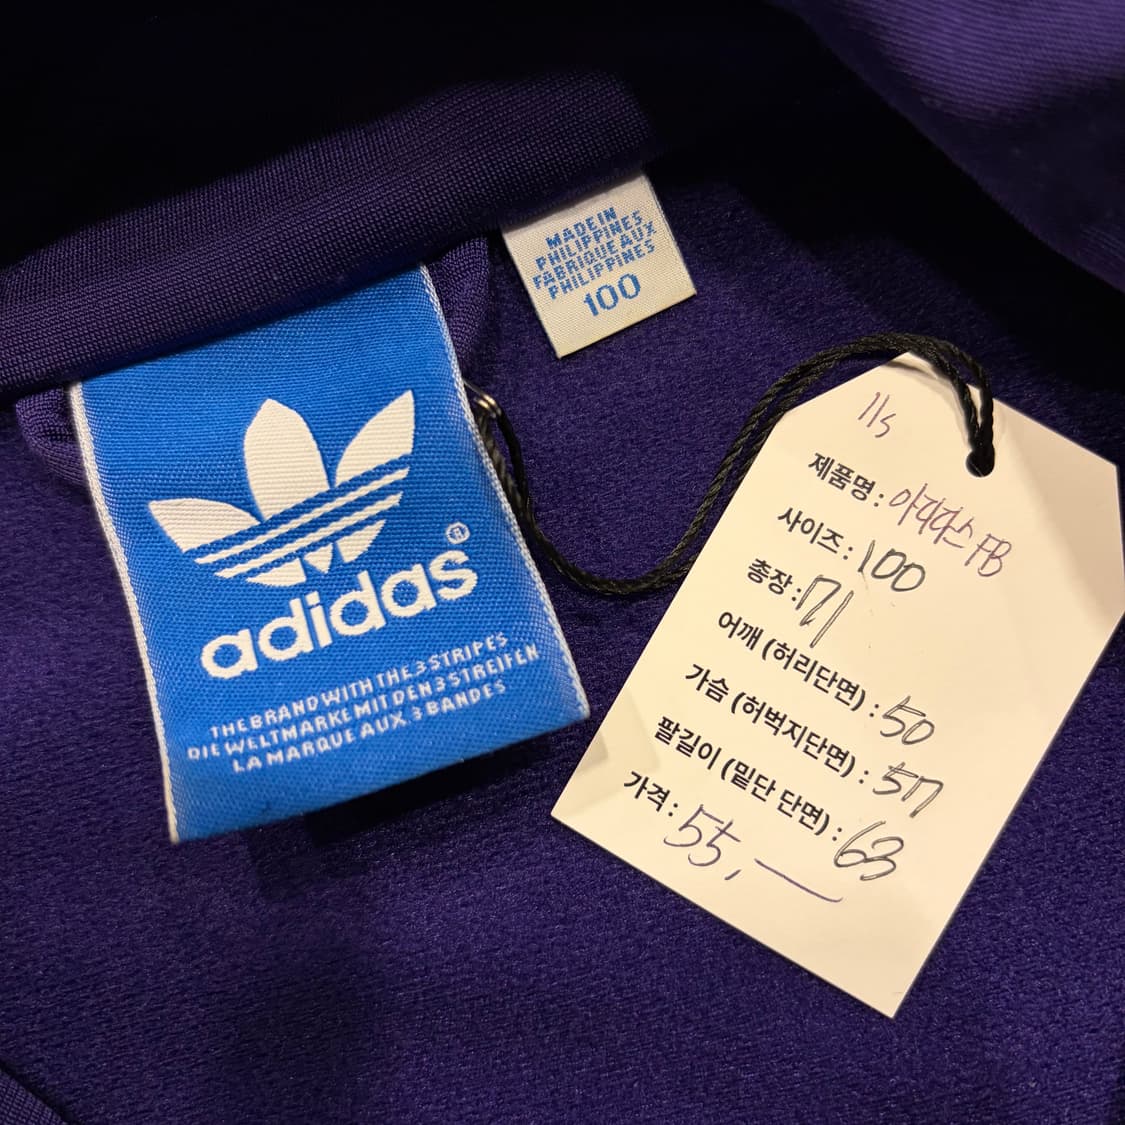 adidas®
THE BRAND WITH THE 3 STRIPES
DIE WELTMARKE MIT DEN 3 STREIFEN
LA MARQUE AUX 3 BANDES
MADE IN
PHILIPPINES
FABRIQUE AUX
PHILIPPINES
100
11s
제품명 : 아디다스 FB
사이즈 : 100
총장 : 71
어깨 (허리단면) : 50
가슴 (허벅지단면) : 57
팔길이 (밑단 단면) : 63
가격 : 55,—